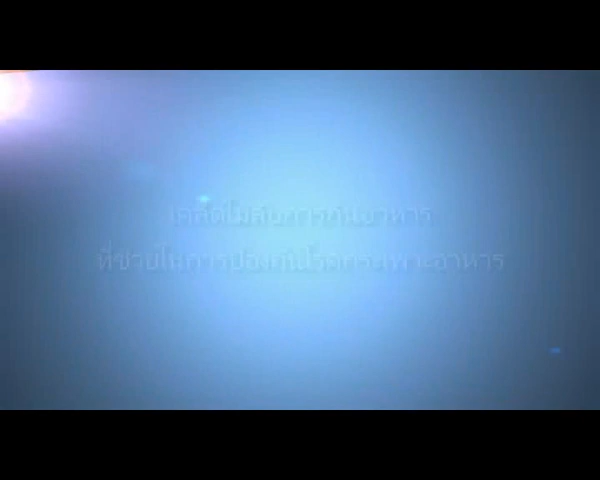 เคล็ดไม่ลับการกินอาหาร
ที่ช่วยในการป้องกันโรคกระเพาะอาหาร